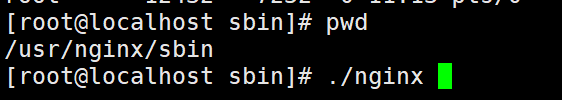 [root@localhost sbin]# pwd
/usr/nginx/sbin
[root@localhost sbin]# ./nginx